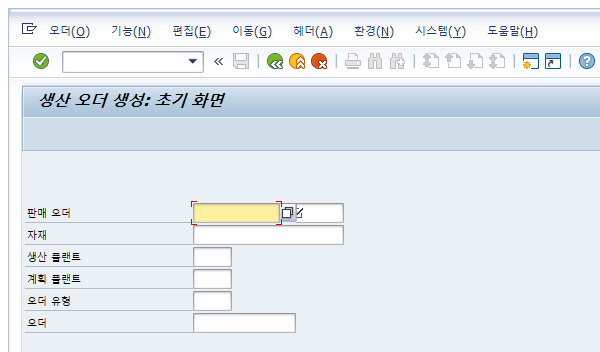 오더(O) 기능(N) 편집(E) 이동(G) 헤더(A) 환경(N) 시스템(Y) 도움말(H)
생산 오더 생성: 초기 화면
판매 오더
자재
생산 플랜트
계획 플랜트
오더 유형
오더